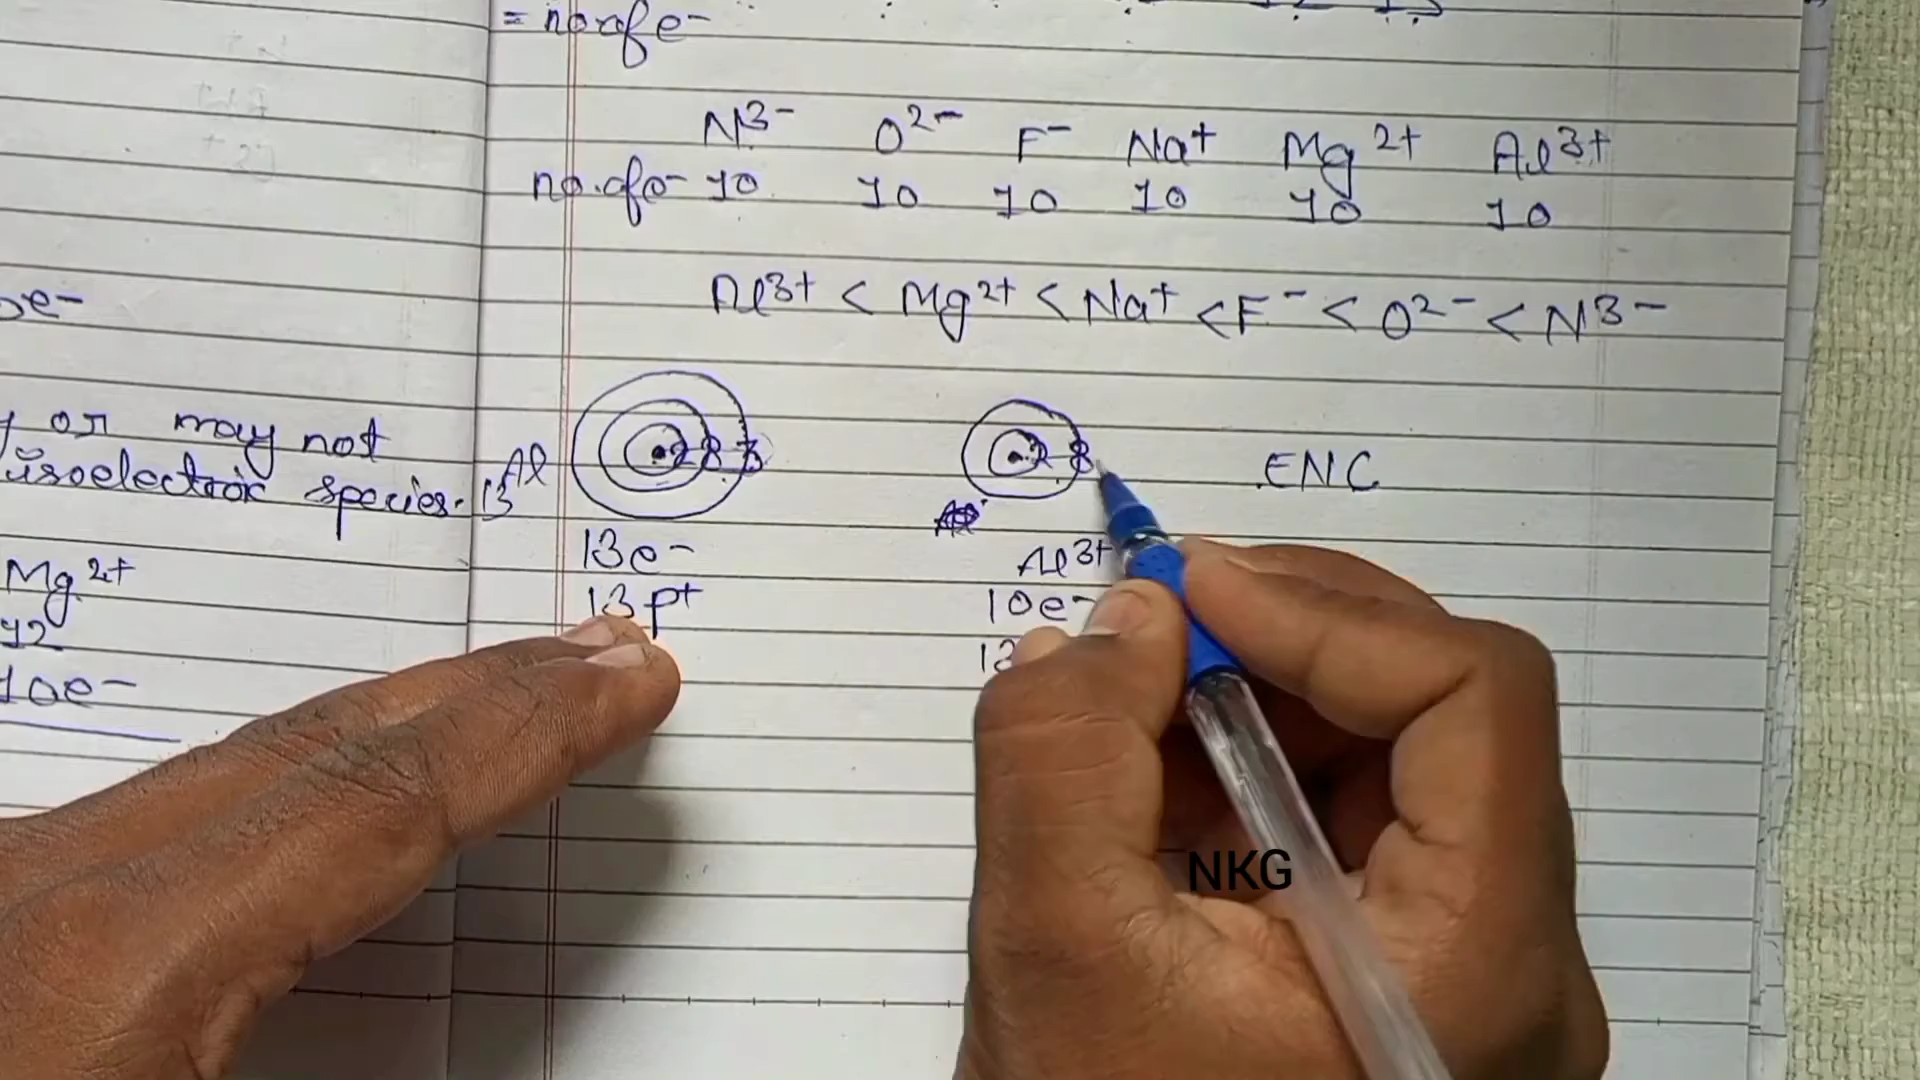 = no of e-
N3- O2- F- Na+ Mg2+ Al3+
no. of e- 10 10 10 10 10 10
Al3+ < Mg2+ < Na+ < F- < O2- < N3-
e-
or may not
isoelectronic species.
Mg2+
12
10e-
13Al
2 8 3
13e-
13p+
2 8
Al3+
10e-
ENC
NKG